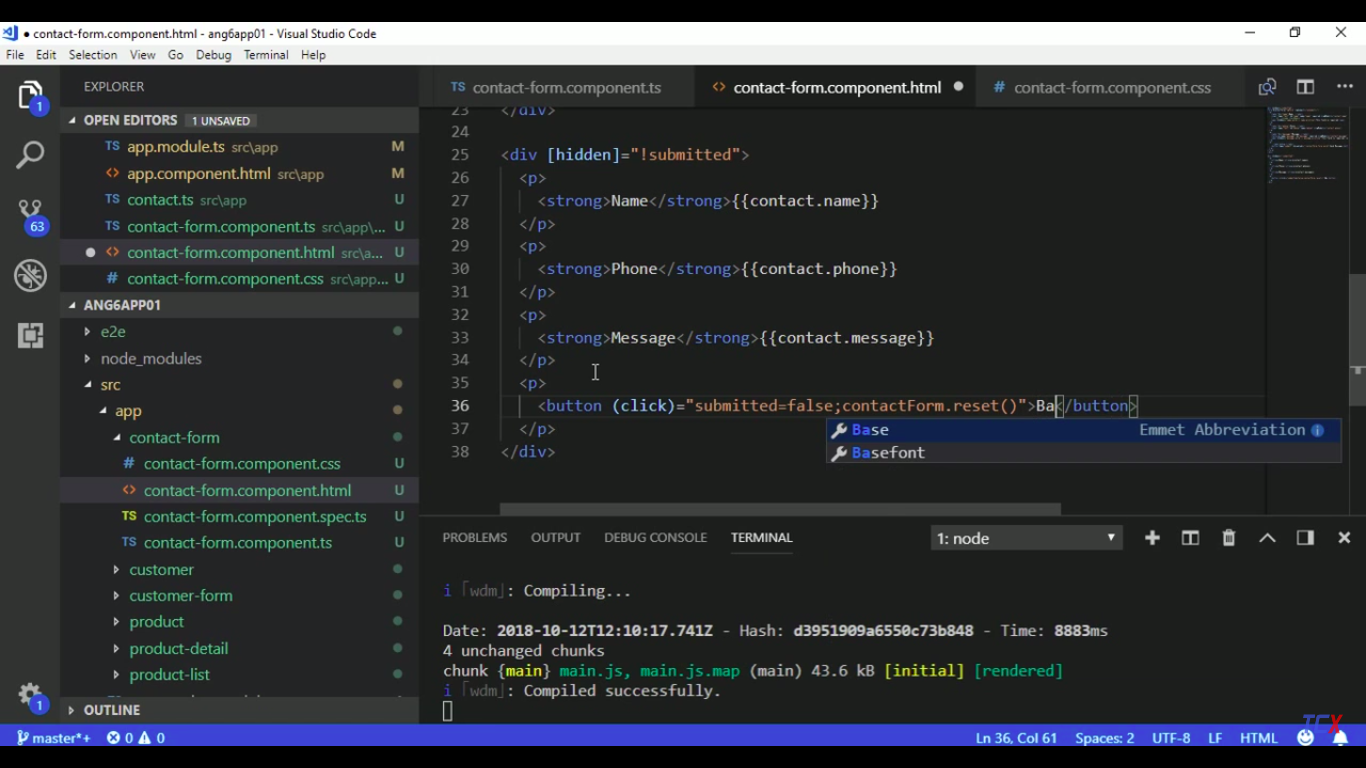 contact-form.component.html - ang6app01 - Visual Studio Code
File Edit Selection View Go Debug Terminal Help
EXPLORER
TS contact-form.component.ts
<> contact-form.component.html
# contact-form.component.css
1
OPEN EDITORS 1 UNSAVED
TS app.module.ts src\app M
<> app.component.html src\app M
TS contact.ts src\app U
TS contact-form.component.ts src\app\... U
<> contact-form.component.html src\a... U
# contact-form.component.css src\app... U
63
ANG6APP01
e2e
node_modules
src
app
contact-form
# contact-form.component.css U
<> contact-form.component.html U
TS contact-form.component.spec.ts U
TS contact-form.component.ts U
customer
customer-form
product
product-detail
product-list
OUTLINE
1
23 </div>
24
25 <div [hidden]="!submitted">
26 <p>
27 <strong>Name</strong>{{contact.name}}
28 </p>
29 <p>
30 <strong>Phone</strong>{{contact.phone}}
31 </p>
32 <p>
33 <strong>Message</strong>{{contact.message}}
34 </p>
35 <p>
36 <button (click)="submitted=false;contactForm.reset()">Ba</button>
37 </p>
38 </div>
Base Emmet Abbreviation
Basefont
PROBLEMS OUTPUT DEBUG CONSOLE TERMINAL 1: node
i ｢wdm｣: Compiling...
Date: 2018-10-12T12:10:17.741Z - Hash: d3951909a6550c73b848 - Time: 8883ms
4 unchanged chunks
chunk {main} main.js, main.js.map (main) 43.6 kB [initial] [rendered]
i ｢wdm｣: Compiled successfully.
TCX
master*+ 0 0 Ln 36, Col 61 Spaces: 2 UTF-8 LF HTML